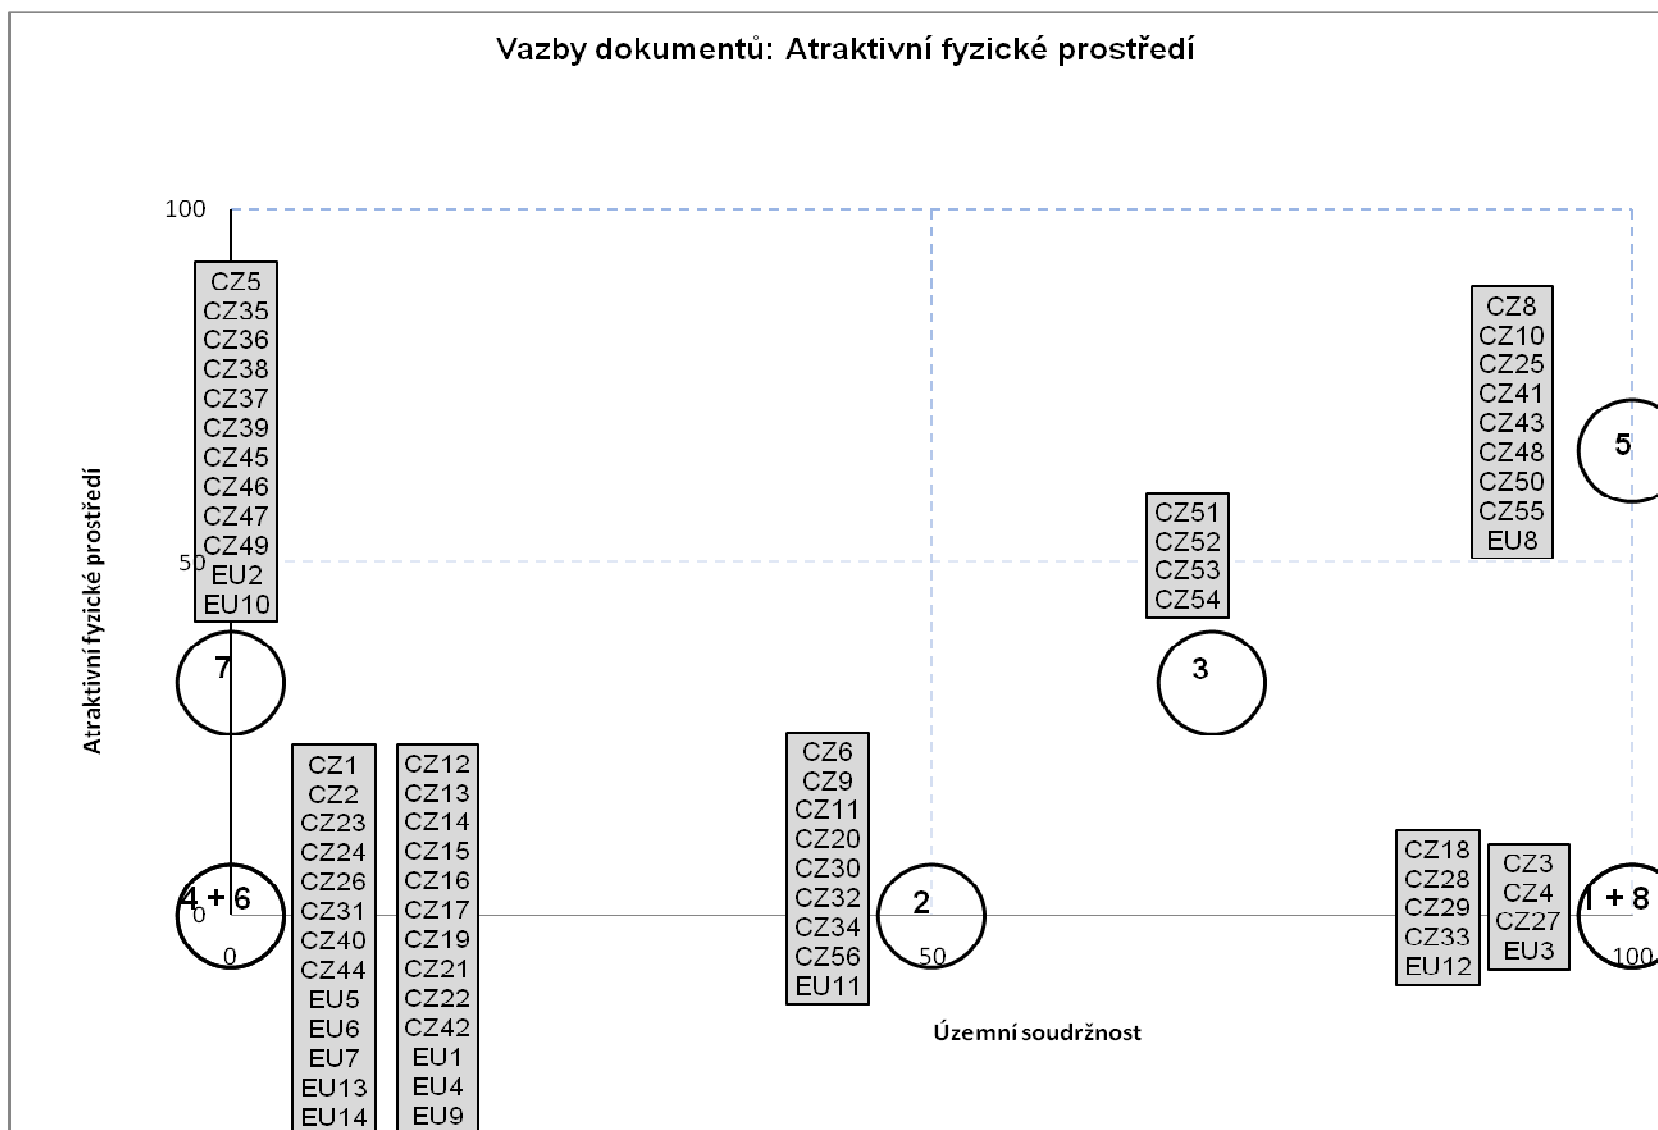 Vazby dokumentů: Atraktivní fyzické prostředí
100
50
0
Atraktivní fyzické prostředí
CZ5
CZ35
CZ36
CZ38
CZ37
CZ39
CZ45
CZ46
CZ47
CZ49
EU2
EU10
7
4 + 6
0
CZ1
CZ2
CZ23
CZ24
CZ26
CZ31
CZ40
CZ44
EU5
EU6
EU7
EU13
EU14
CZ12
CZ13
CZ14
CZ15
CZ16
CZ17
CZ19
CZ21
CZ22
CZ42
EU1
EU4
EU9
CZ6
CZ9
CZ11
CZ20
CZ30
CZ32
CZ34
CZ56
EU11
2
50
CZ51
CZ52
CZ53
CZ54
3
CZ8
CZ10
CZ25
CZ41
CZ43
CZ48
CZ50
CZ55
EU8
5
CZ18
CZ28
CZ29
CZ33
EU12
CZ3
CZ4
CZ27
EU3
1 + 8
100
Územní soudržnost